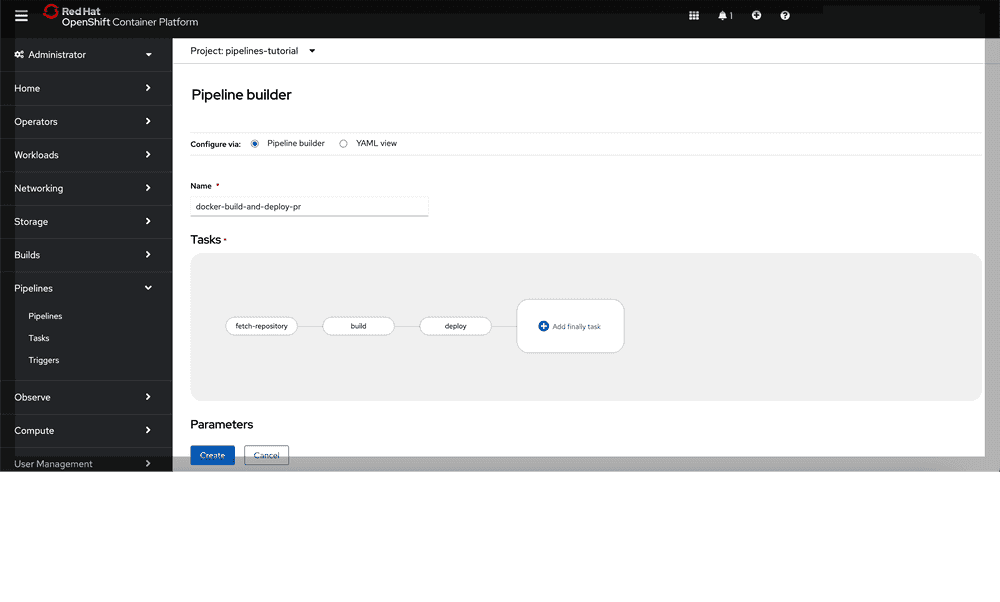 Red Hat
OpenShift Container Platform
1
Administrator
Home
Operators
Workloads
Networking
Storage
Builds
Pipelines
Pipelines
Tasks
Triggers
Observe
Compute
User Management
Project: pipelines-tutorial
Pipeline builder
Configure via: Pipeline builder YAML view
Name *
docker-build-and-deploy-pr
Tasks *
fetch-repository build deploy Add finally task
Parameters
Create Cancel